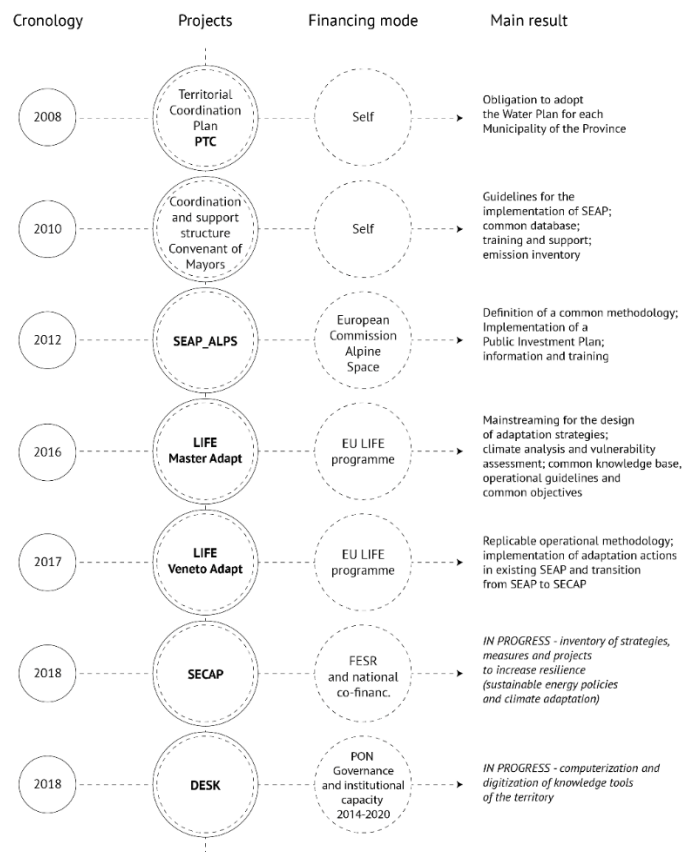 Cronology
Projects
Financing mode
Main result
2008
Territorial
Coordination
Plan
PTC
Self
Obligation to adopt
the Water Plan for each
Municipality of the Province
2010
Coordination
and support
structure
Convenant of
Mayors
Self
Guidelines for the
implementation of SEAP;
common database;
training and support;
emission inventory
2012
SEAP_ALPS
European
Commission
Alpine
Space
Definition of a common methodology;
Implementation of a
Public Investment Plan;
information and training
2016
LIFE
Master Adapt
EU LIFE
programme
Mainstreaming for the design
of adaptation strategies;
climate analysis and vulnerability
assessment; common knowledge base,
operational guidelines and
common objectives
2017
LIFE
Veneto Adapt
EU LIFE
programme
Replicable operational methodology;
implementation of adaptation actions
in existing SEAP and transition
from SEAP to SECAP
2018
SECAP
FESR
and national
co-financ.
IN PROGRESS - inventory of strategies,
measures and projects
to increase resilience
(sustainable energy policies
and climate adaptation)
2018
DESK
PON
Governance
and institutional
capacity
2014-2020
IN PROGRESS - computerization and
digitization of knowledge tools
of the territory